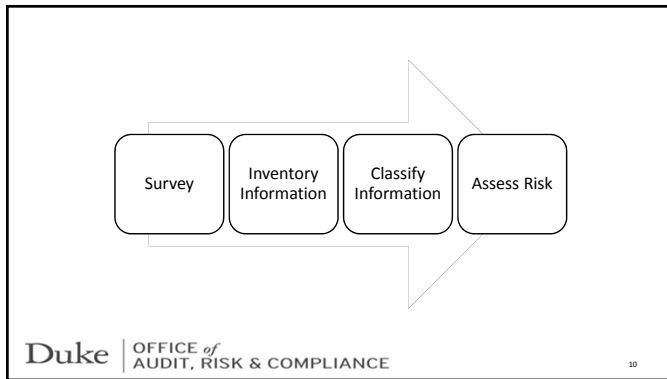 Survey
Inventory
Information
Classify
Information
Assess Risk
Duke
OFFICE of
AUDIT, RISK & COMPLIANCE
10